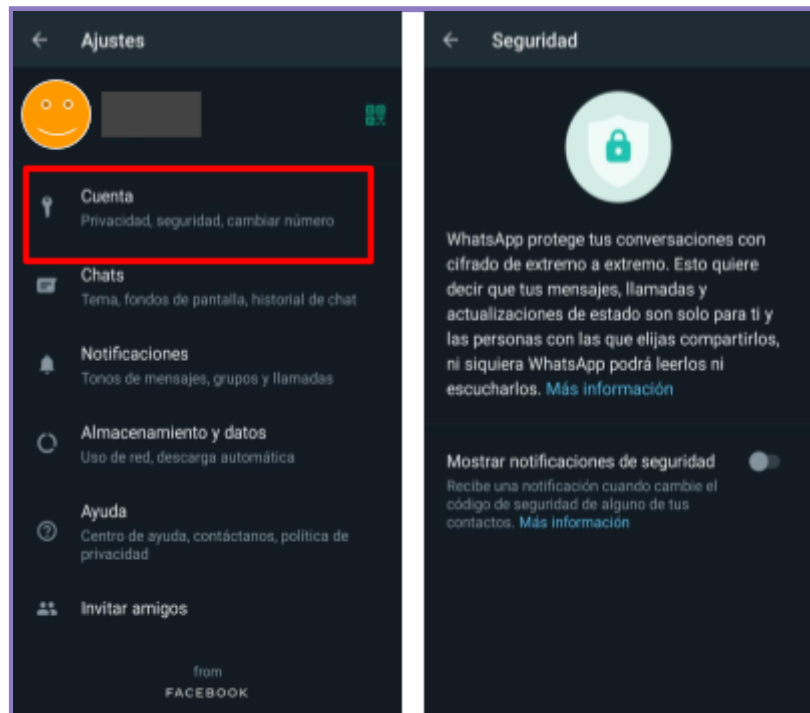 Ajustes
Cuenta
Privacidad, seguridad, cambiar número
Chats
Tema, fondos de pantalla, historial de chat
Notificaciones
Tonos de mensajes, grupos y llamadas
Almacenamiento y datos
Uso de red, descarga automática
Ayuda
Centro de ayuda, contáctanos, política de
privacidad
Invitar amigos
from
FACEBOOK
Seguridad
WhatsApp protege tus conversaciones con
cifrado de extremo a extremo. Esto quiere
decir que tus mensajes, llamadas y
actualizaciones de estado son solo para ti y
las personas con las que elijas compartirlos,
ni siquiera WhatsApp podrá leerlos ni
escucharlos. Más información
Mostrar notificaciones de seguridad
Recibe una notificación cuando cambie el
código de seguridad de alguno de tus
contactos. Más información